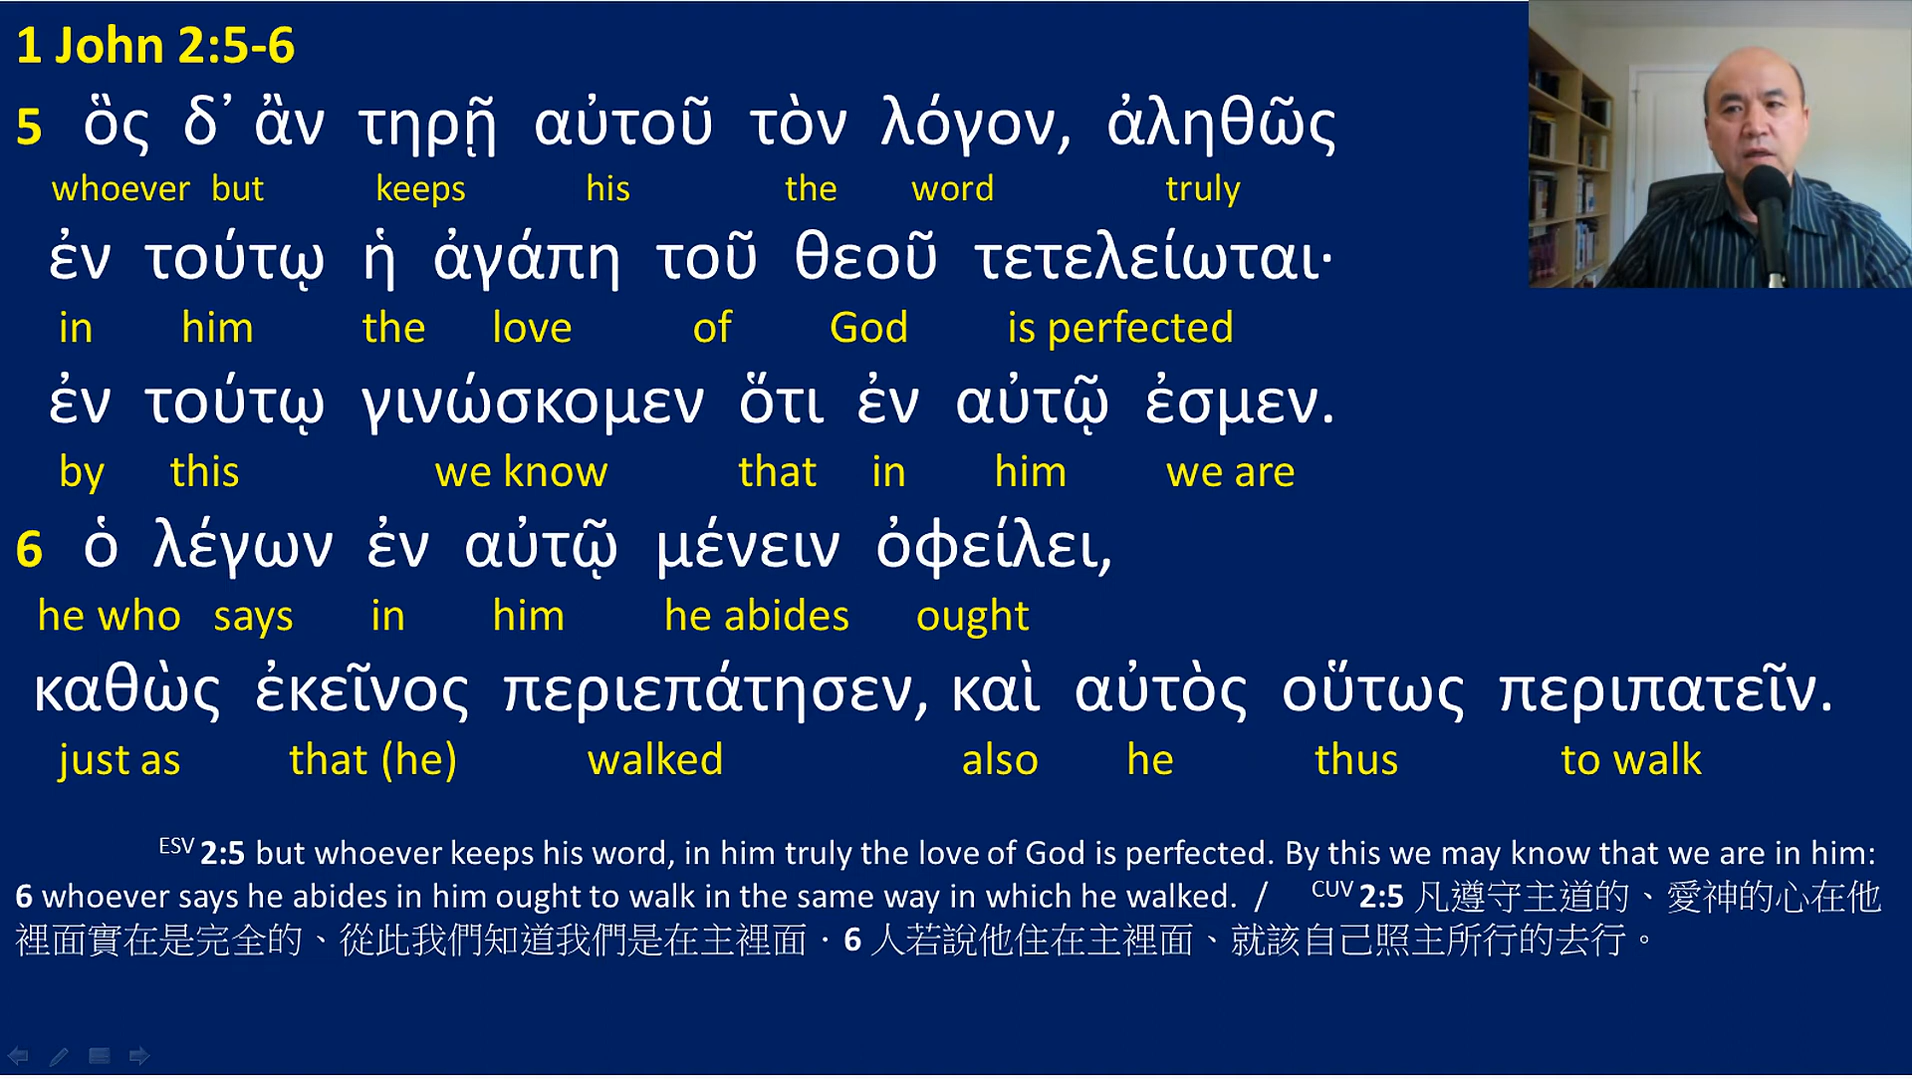 1 John 2:5-6
5 ὃς δ᾽ ἂν τηρῇ αὐτοῦ τὸν λόγον, ἀληθῶς
whoever but keeps his the word truly
ἐν τούτῳ ἡ ἀγάπη τοῦ θεοῦ τετελείωται·
in him the love of God is perfected
ἐν τούτῳ γινώσκομεν ὅτι ἐν αὐτῷ ἐσμεν.
by this we know that in him we are
6 ὁ λέγων ἐν αὐτῷ μένειν ὀφείλει,
he who says in him he abides ought
καθὼς ἐκεῖνος περιεπάτησεν, καὶ αὐτὸς οὕτως περιπατεῖν.
just as that (he) walked also he thus to walk
ESV 2:5 but whoever keeps his word, in him truly the love of God is perfected. By this we may know that we are in him:
6 whoever says he abides in him ought to walk in the same way in which he walked. / CUV 2:5 凡遵守主道的、愛神的心在他
裡面實在是完全的、從此我們知道我們是在主裡面．6 人若說他住在主裡面、就該自己照主所行的去行。